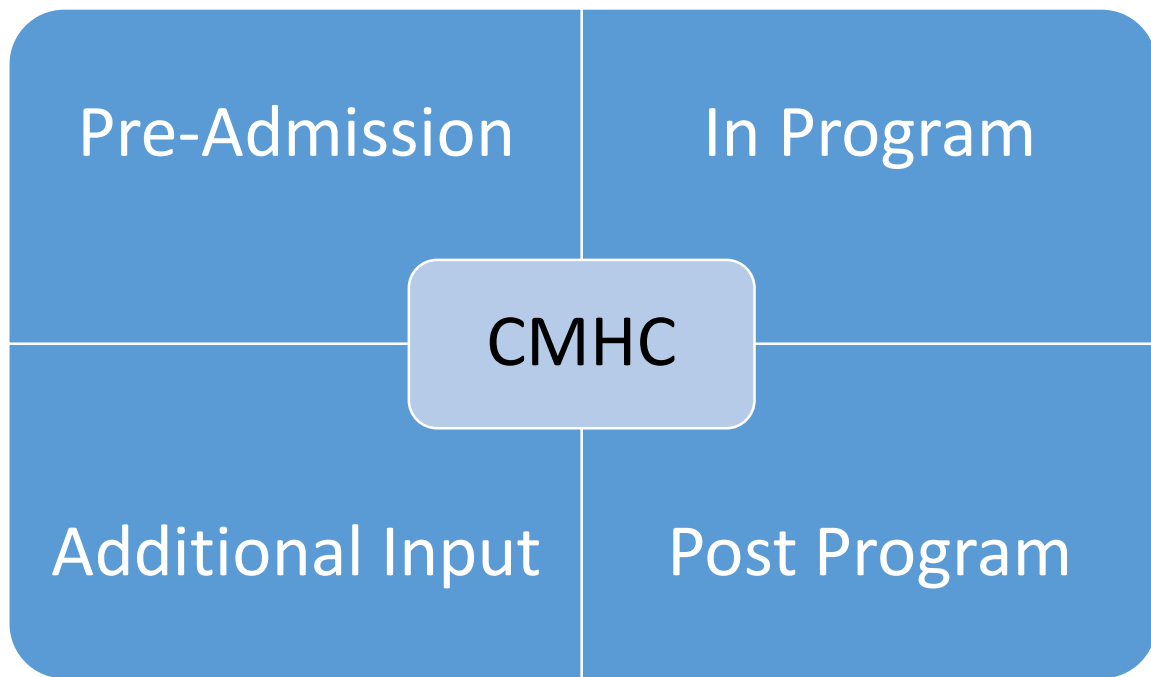 Pre-Admission
In Program
CMHC
Additional Input
Post Program